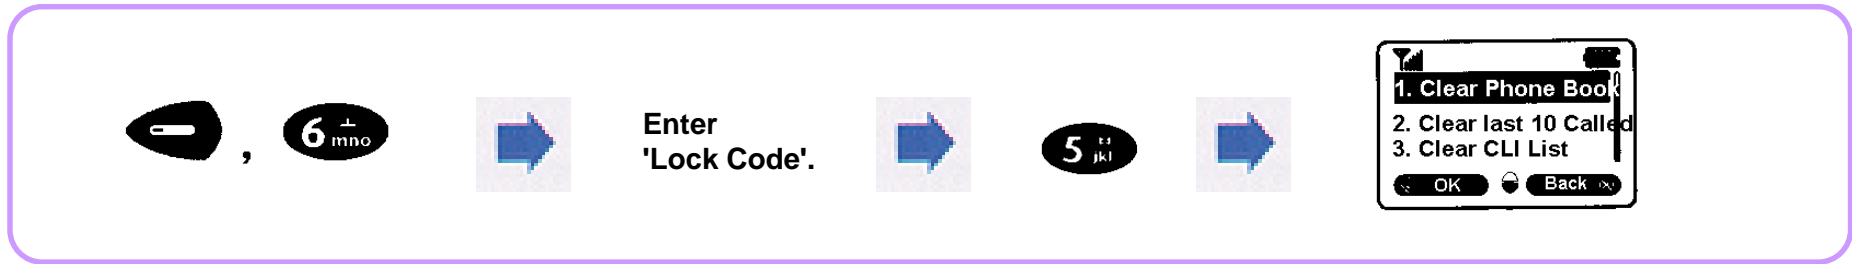 ,
6 mno
Enter
'Lock Code'.
5 jkl
1. Clear Phone Book
2. Clear last 10 Called
3. Clear CLI List
OK
Back